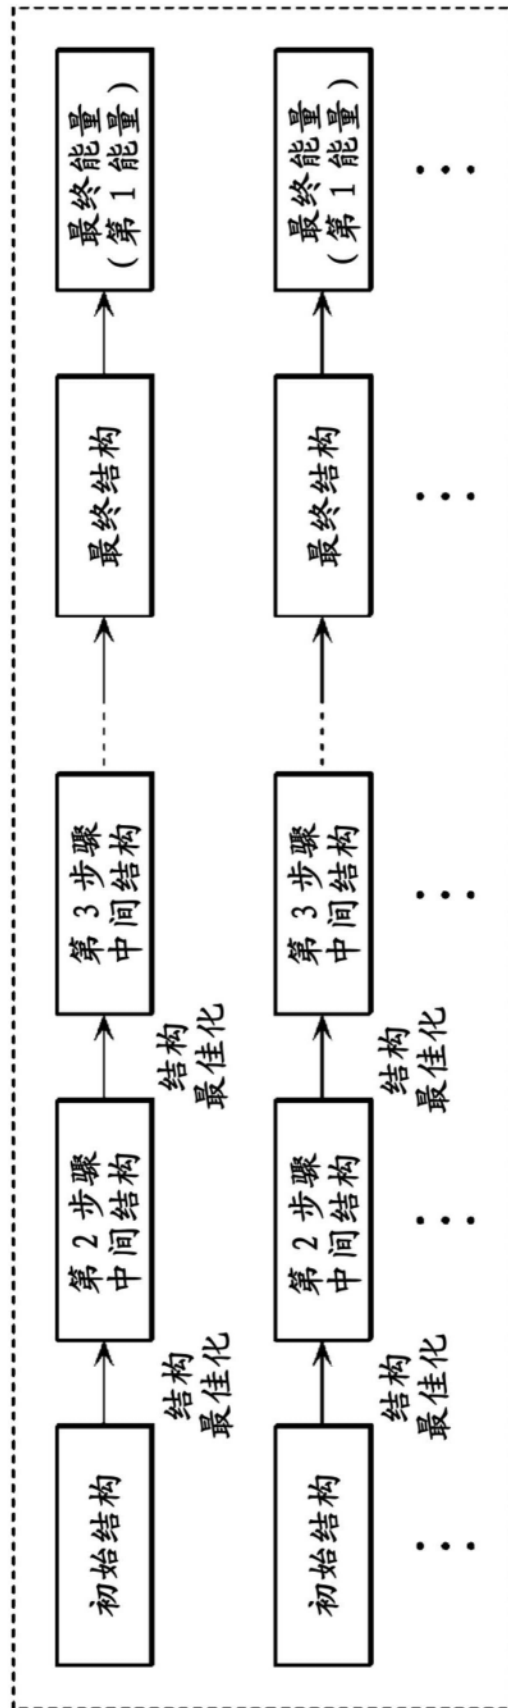 初始结构
结构
最佳化
第2步骤
中间结构
结构
最佳化
第3步骤
中间结构
最终结构
最终能量
(第1能量)
初始结构
结构
最佳化
第2步骤
中间结构
结构
最佳化
第3步骤
中间结构
最终结构
最终能量
(第1能量)